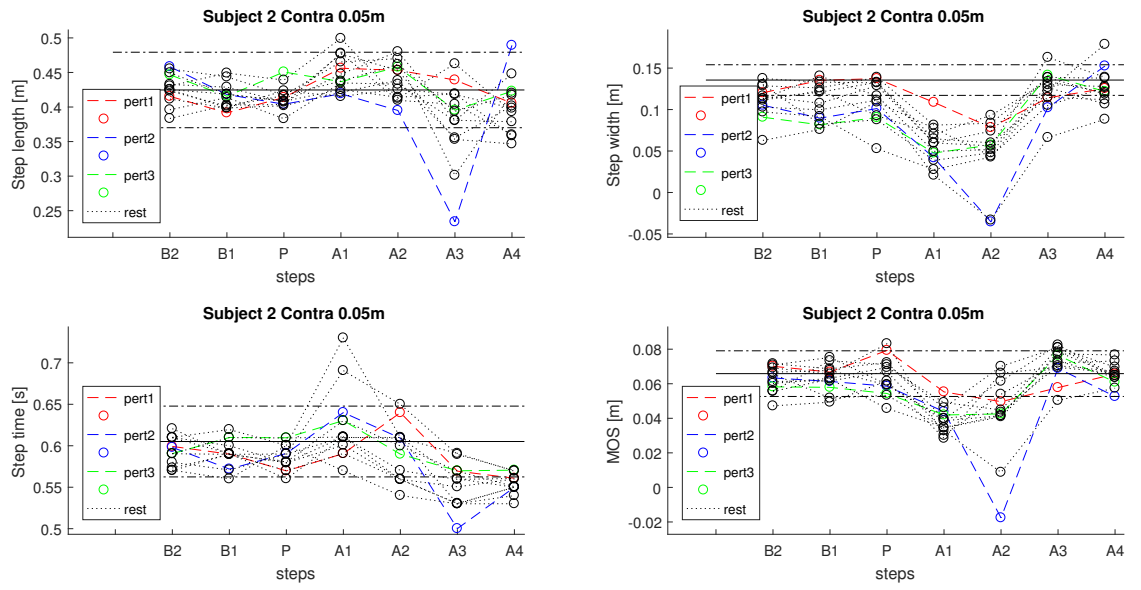 Subject 2 Contra 0.05m
Step length [m]
0.5
0.45
0.4
0.35
0.3
0.25
pert1
pert2
pert3
rest
B2 B1 P A1 A2 A3 A4
steps
Subject 2 Contra 0.05m
Step width [m]
0.15
0.1
0.05
0
-0.05
pert1
pert2
pert3
rest
B2 B1 P A1 A2 A3 A4
steps
Subject 2 Contra 0.05m
Step time [s]
0.7
0.65
0.6
0.55
0.5
pert1
pert2
pert3
rest
B2 B1 P A1 A2 A3 A4
steps
Subject 2 Contra 0.05m
MOS [m]
0.08
0.06
0.04
0.02
0
-0.02
pert1
pert2
pert3
rest
B2 B1 P A1 A2 A3 A4
steps